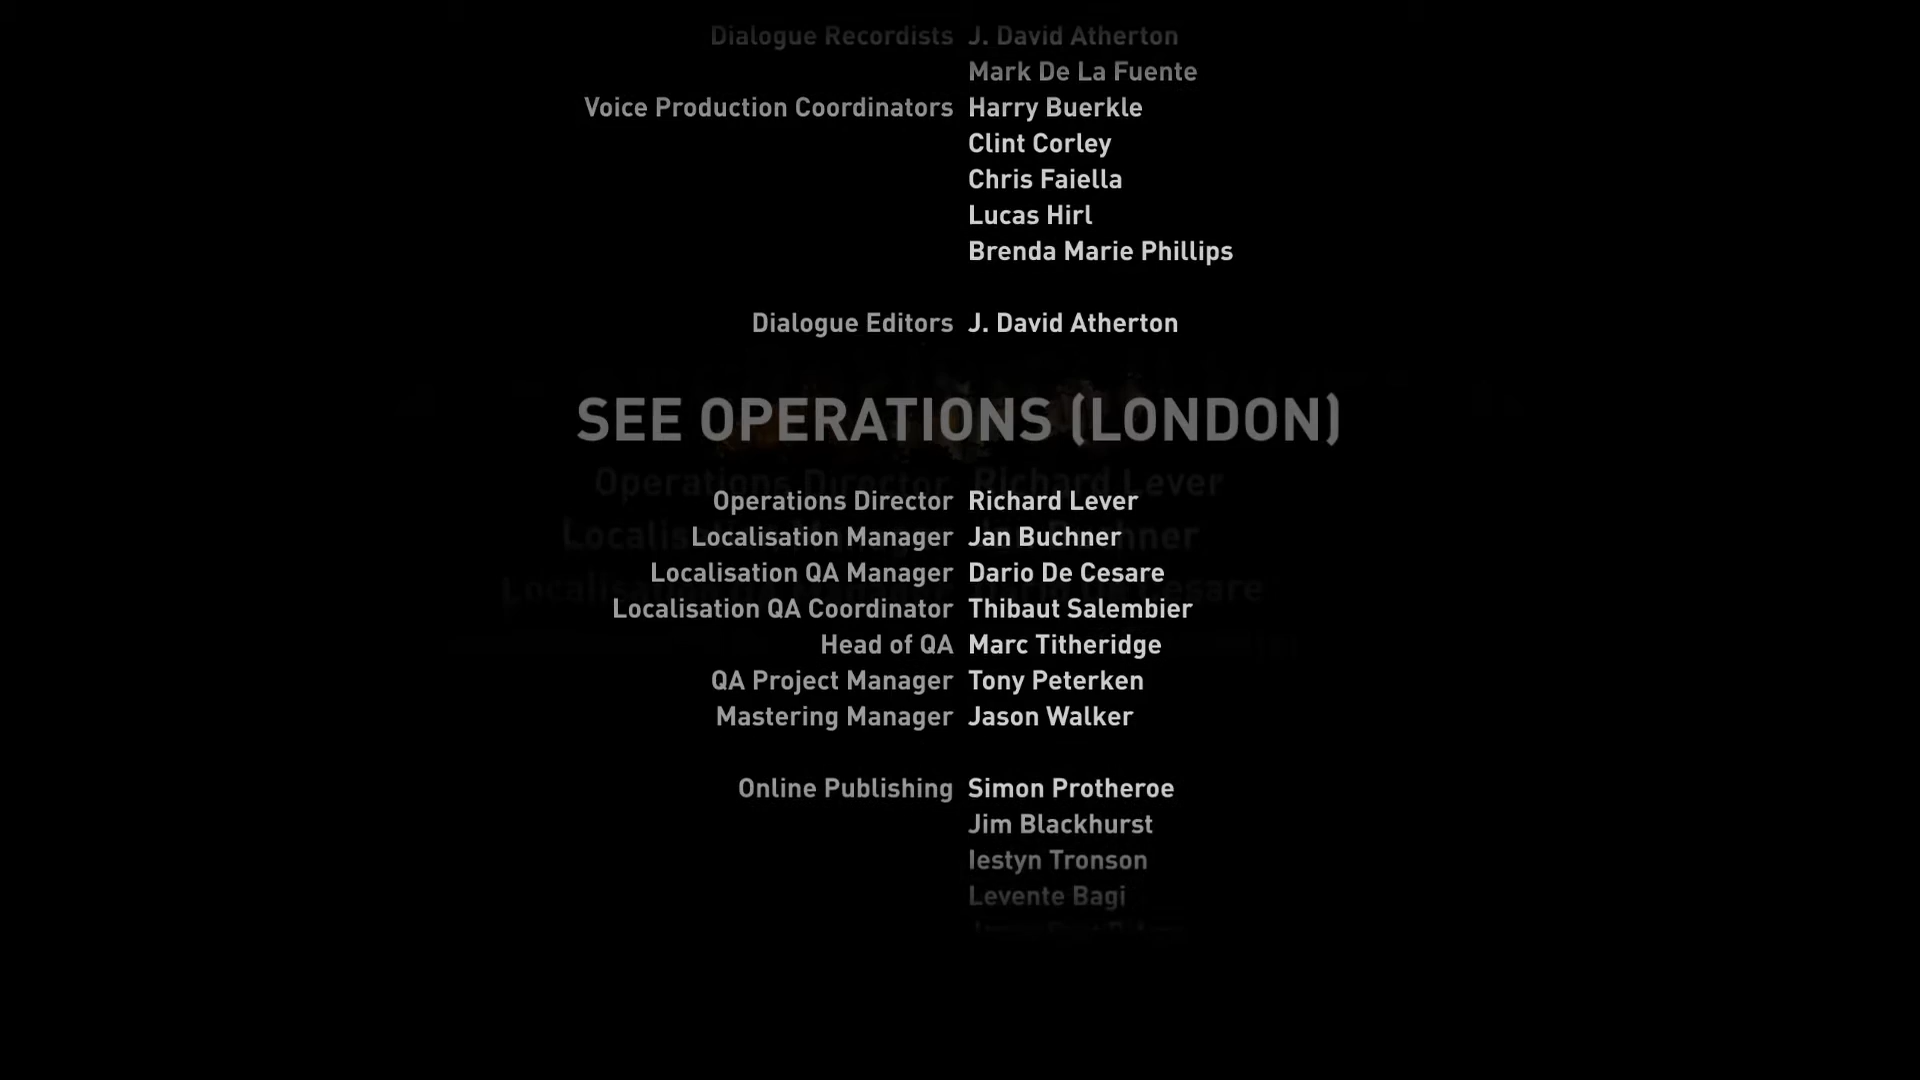 Dialogue Recordists J. David Atherton
Mark De La Fuente
Voice Production Coordinators Harry Buerkle
Clint Corley
Chris Faiella
Lucas Hirl
Brenda Marie Phillips
Dialogue Editors J. David Atherton
SEE OPERATIONS (LONDON)
Operations Director Richard Lever
Localisation Manager Jan Buchner
Localisation QA Manager Dario De Cesare
Localisation QA Coordinator Thibaut Salembier
Head of QA Marc Titheridge
QA Project Manager Tony Peterken
Mastering Manager Jason Walker
Online Publishing Simon Protheroe
Jim Blackhurst
Iestyn Tronson
Levente Bagi